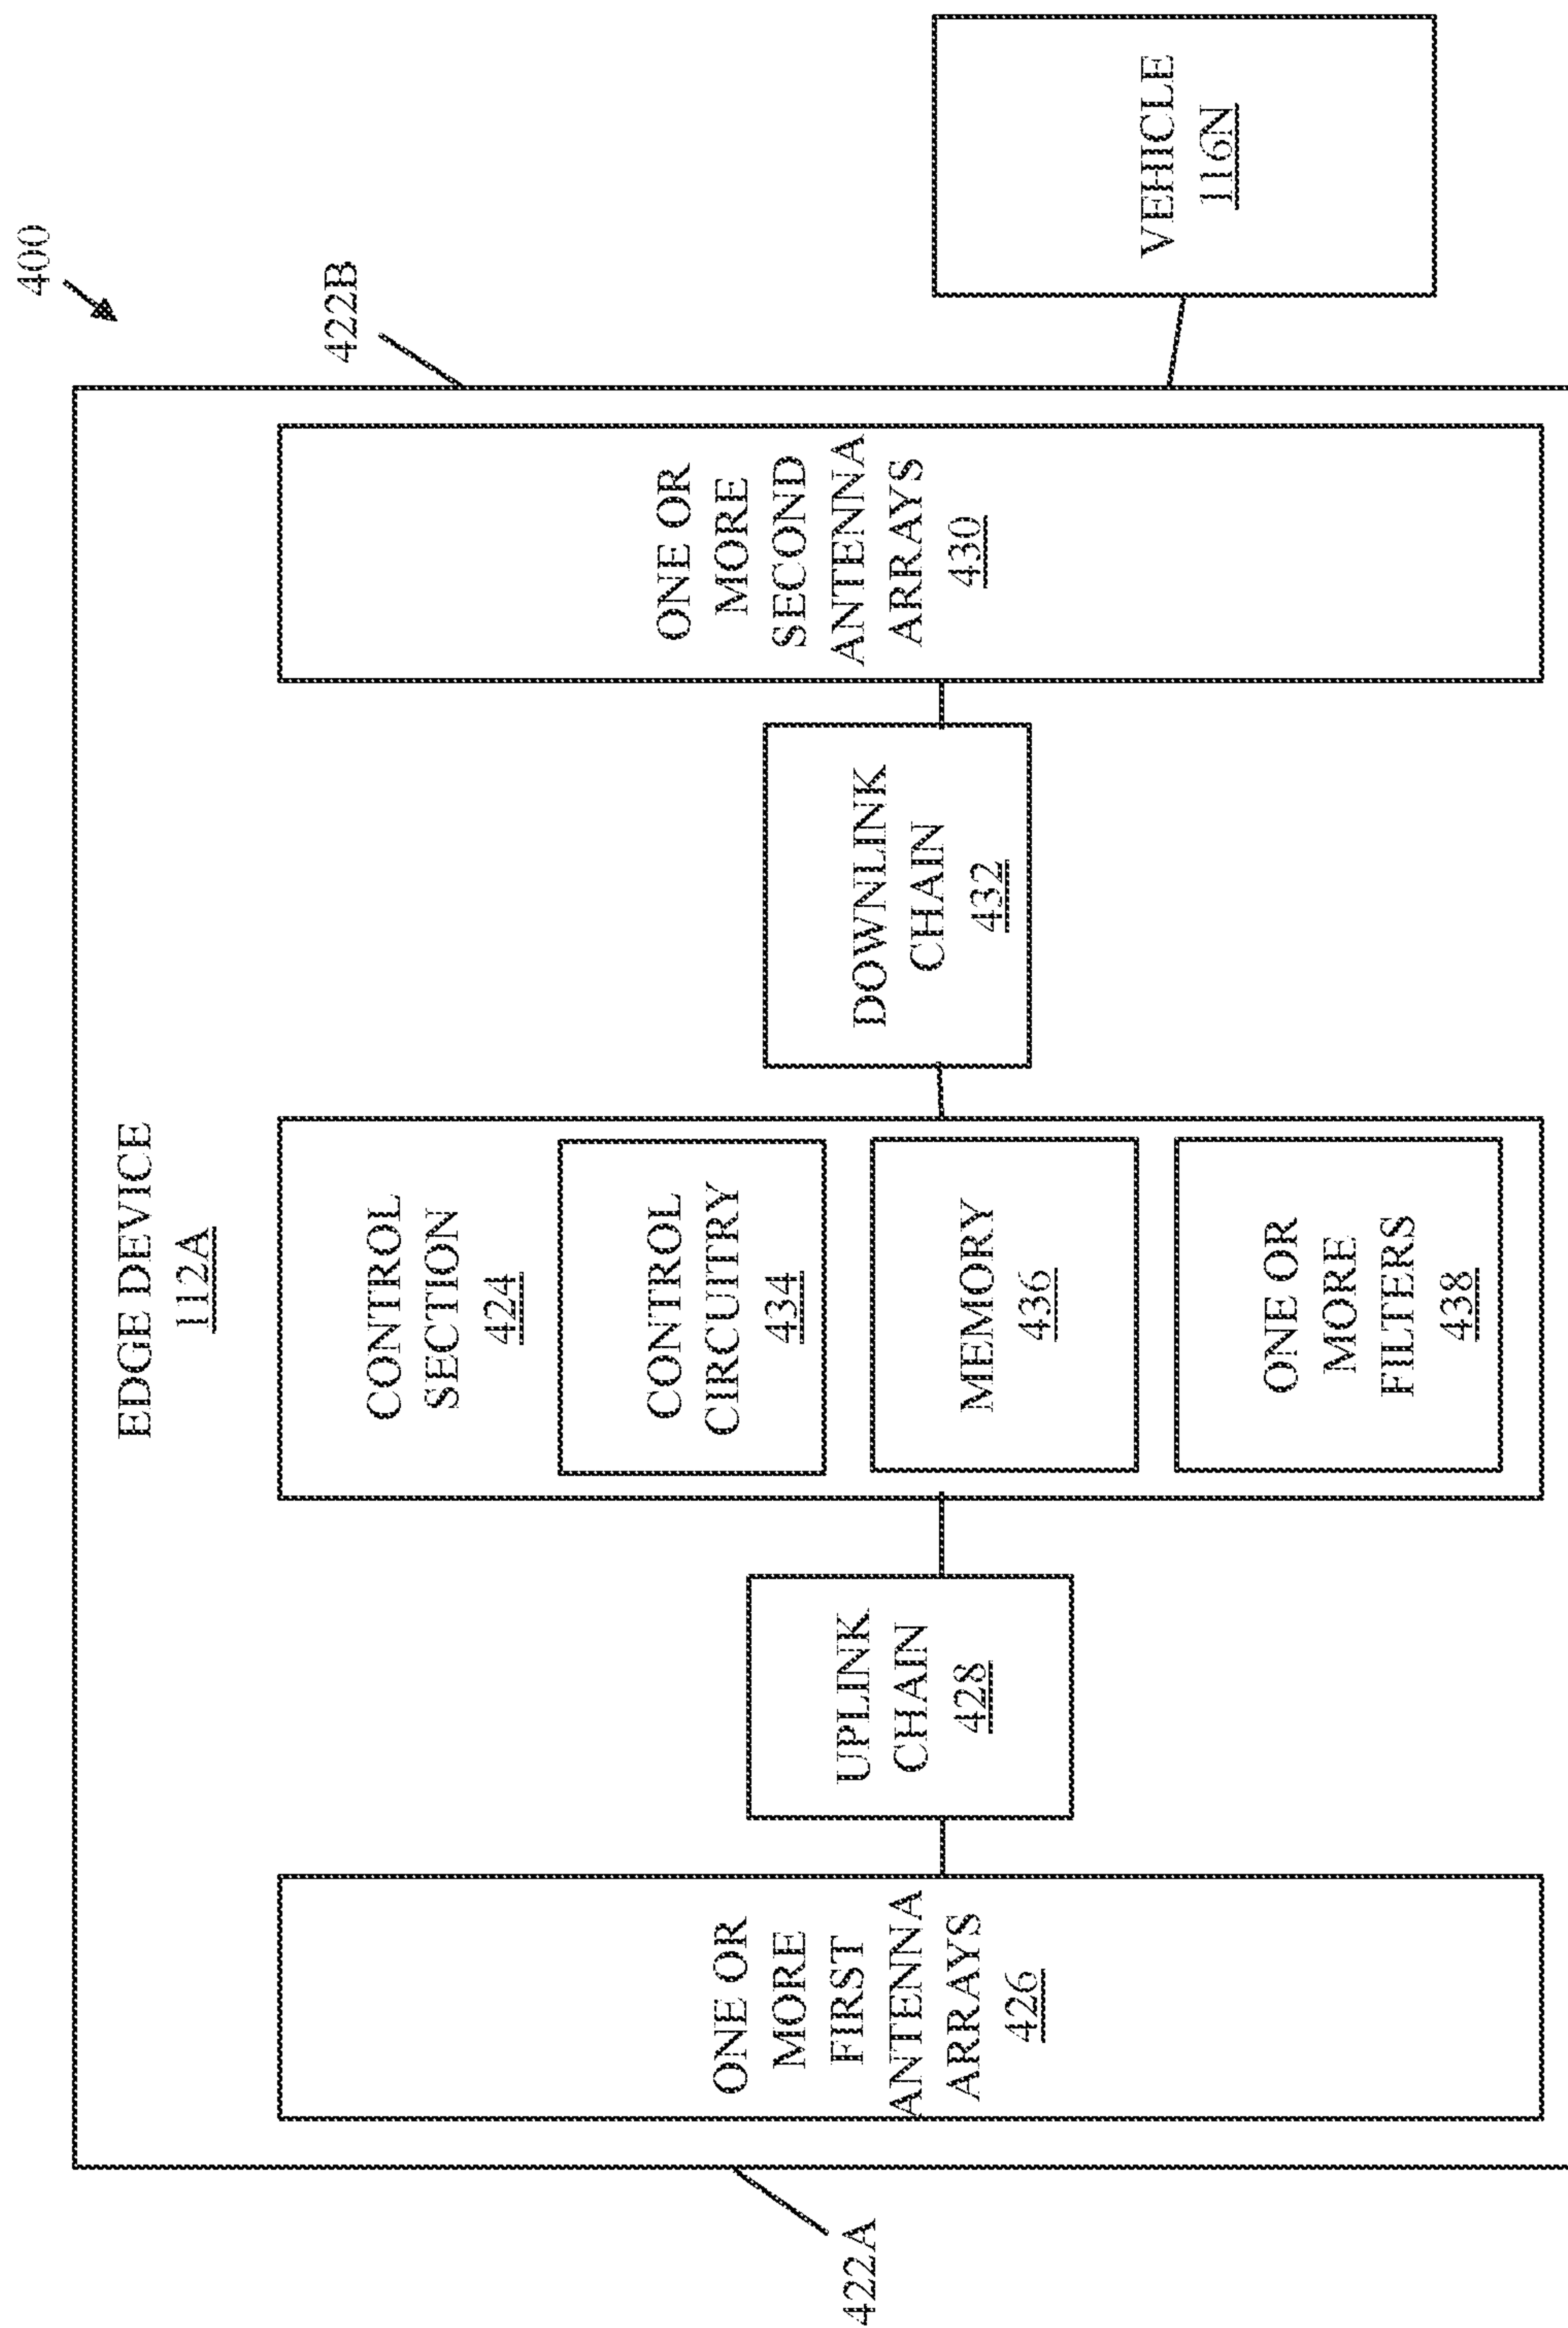 400
EDGE DEVICE
112A
422A
422B
ONE OR
MORE
FIRST
ANTENNA
ARRAYS
426
UPLINK
CHAIN
428
CONTROL
SECTION
424
CONTROL
CIRCUITRY
434
MEMORY
436
ONE OR
MORE
FILTERS
438
DOWNLINK
CHAIN
432
ONE OR
MORE
SECOND
ANTENNA
ARRAYS
430
VEHICLE
116N